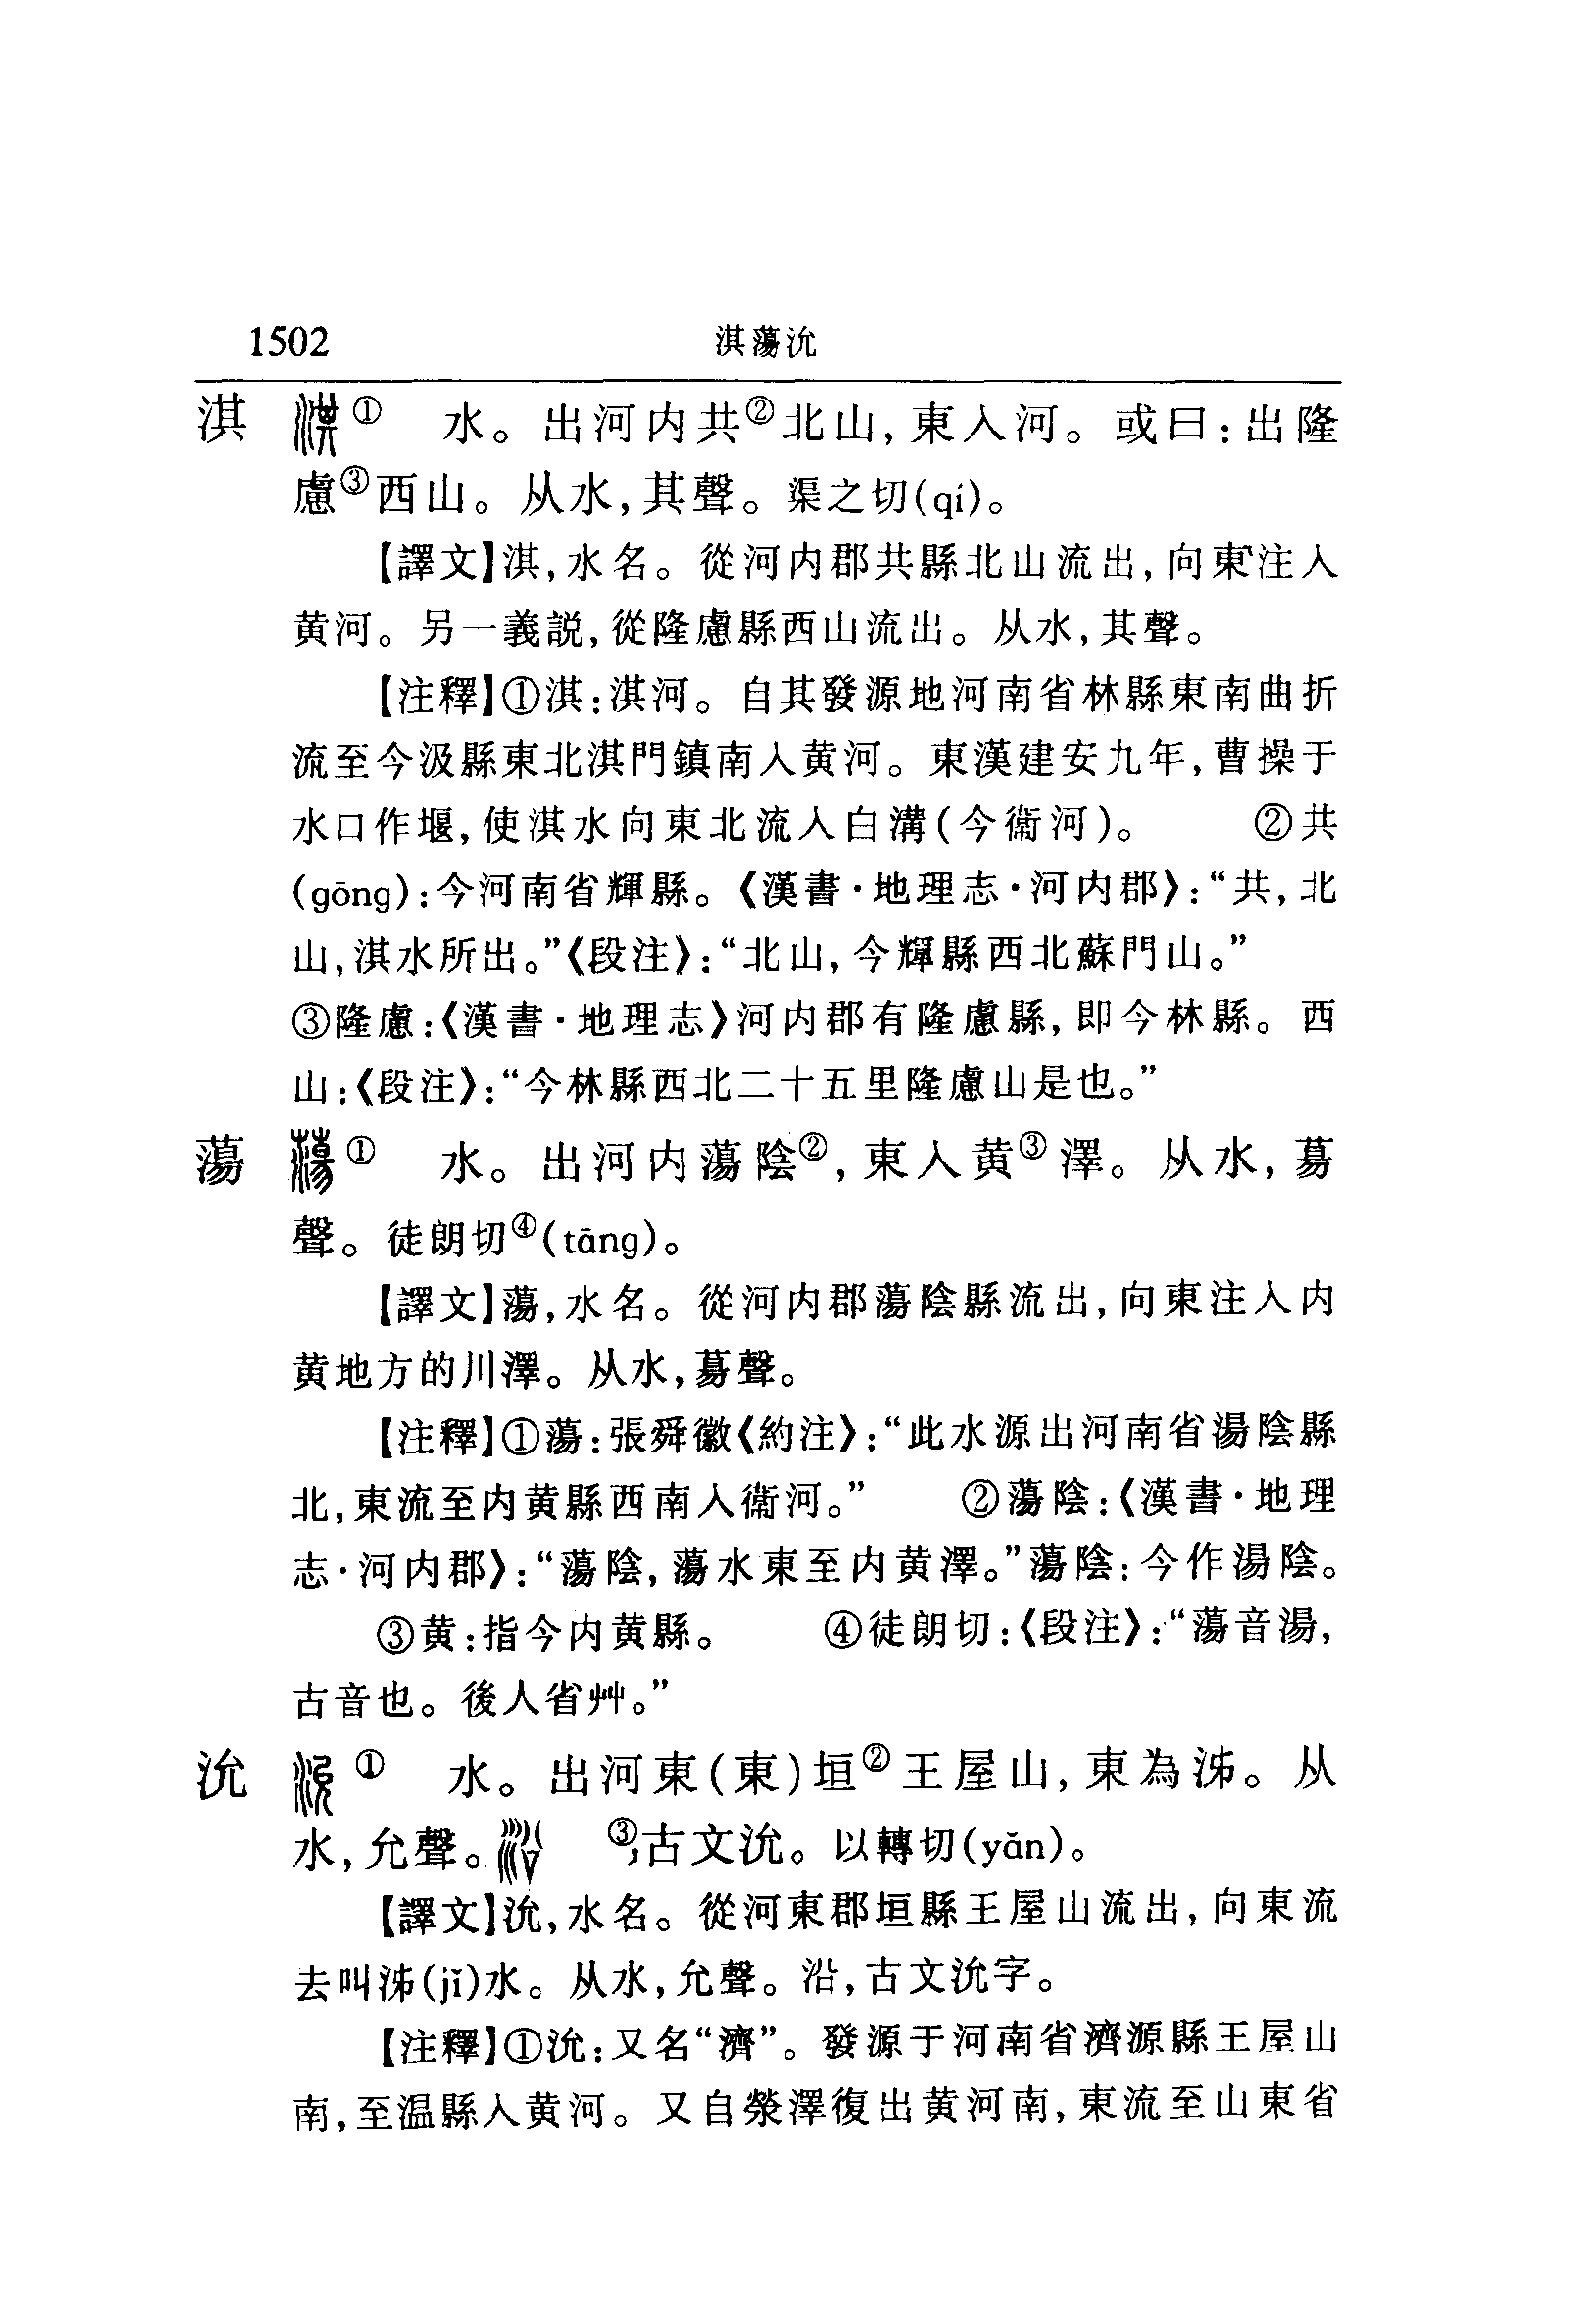 1502 淇蕩沇
淇 淇① 水。出河内共②北山,東入河。或曰:出隆
慮③西山。从水,其聲。渠之切(qí)。
【譯文】淇,水名。從河内郡共縣北山流出,向東注入
黄河。另一義説,從隆慮縣西山流出。从水,其聲。
【注釋】①淇:淇河。自其發源地河南省林縣東南曲折
流至今汲縣東北淇門鎮南入黄河。東漢建安九年,曹操于
水口作堰,使淇水向東北流入白溝(今衞河)。 ②共
(gōng):今河南省輝縣。《漢書·地理志·河内郡》:“共,北
山,淇水所出。”《段注》:“北山,今輝縣西北蘇門山。”
③隆慮:《漢書·地理志》河内郡有隆慮縣,即今林縣。西
山:《段注》:“今林縣西北二十五里隆慮山是也。”
蕩 蕩① 水。出河内蕩陰②,東入黄③澤。从水,募
聲。徒朗切④(tāng)。
【譯文】蕩,水名。從河内郡蕩陰縣流出,向東注入内
黄地方的川澤。从水,聲。
【注釋】①蕩:張舜徽《約注》:“此水源出河南省湯陰縣
北,東流至内黄縣西南入衞河。” ②蕩陰:《漢書·地理
志·河内郡》:“蕩陰,蕩水東至内黄澤。”蕩陰:今作湯陰。
③黄:指今内黄縣。 ④徒朗切:《段注》:“蕩音湯,
古音也。後人省艸。”
沇 沇① 水。出河東(東)垣②王屋山,東為泲。从
水,允聲。沿③,古文沇。以轉切(yǎn)。
【譯文】沇,水名。從河東郡垣縣王屋山流出,向東流
去叫泲(jǐ)水。从水,允聲。沿,古文沇字。
【注釋】①沇:又名“濟”。發源于河南省濟源縣王屋山
南,至温縣入黄河。又自滎澤復出黄河南,東流至山東省